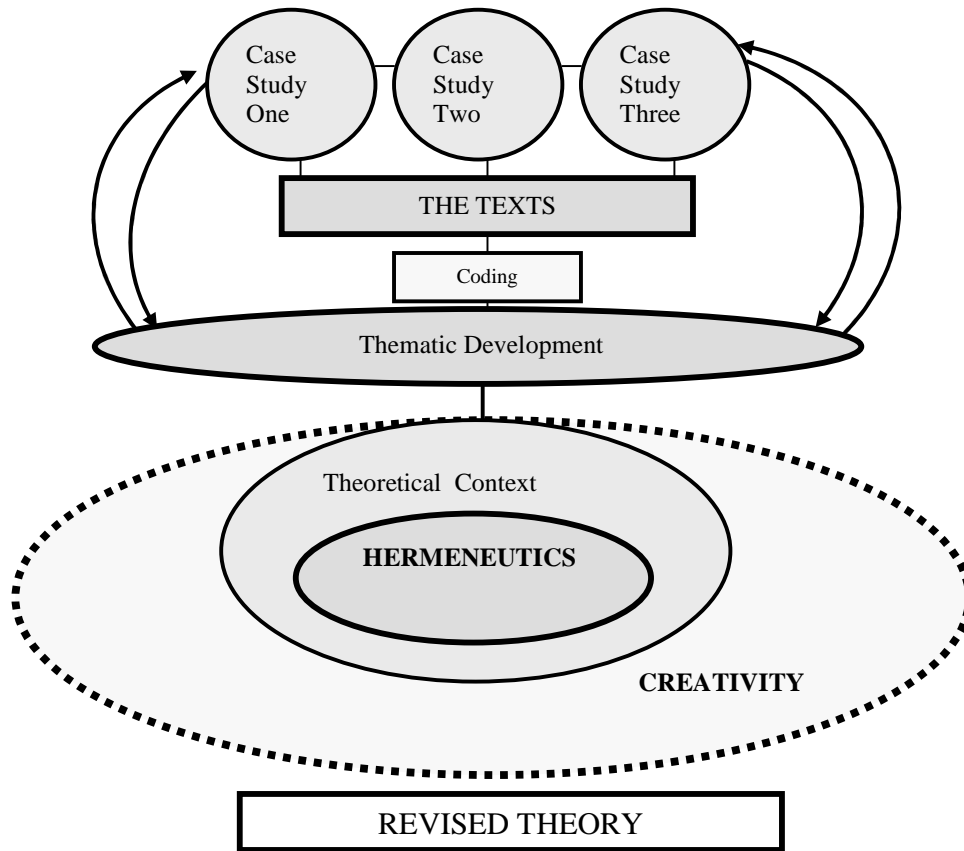 Case
Study
One
Case
Study
Two
Case
Study
Three
THE TEXTS
Coding
Thematic Development
Theoretical Context
HERMENEUTICS
CREATIVITY
REVISED THEORY